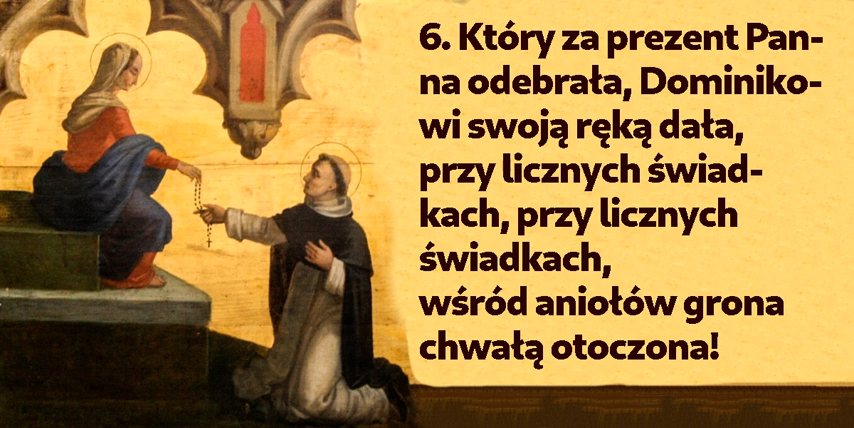 6. Który za prezent Pan-
na odebrała, Dominiko-
wi swoją ręką dała,
przy licznych świad-
kach, przy licznych
świadkach,
wśród aniołów grona
chwałą otoczona!